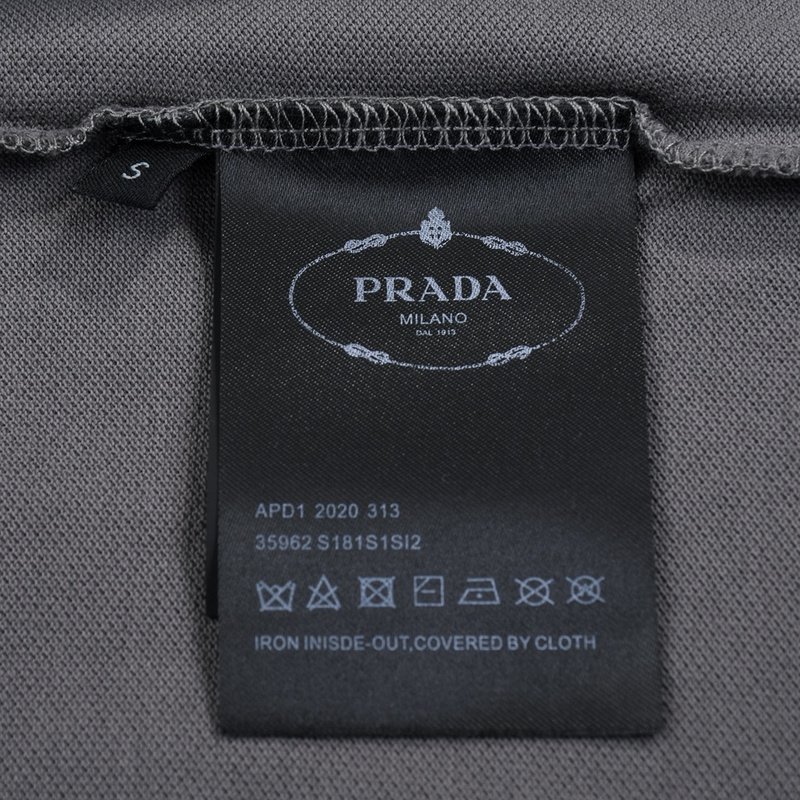 S
PRADA
MILANO
DAL 1913
APD1 2020 313
35962 S181S1SI2
IRON INISDE-OUT,COVERED BY CLOTH